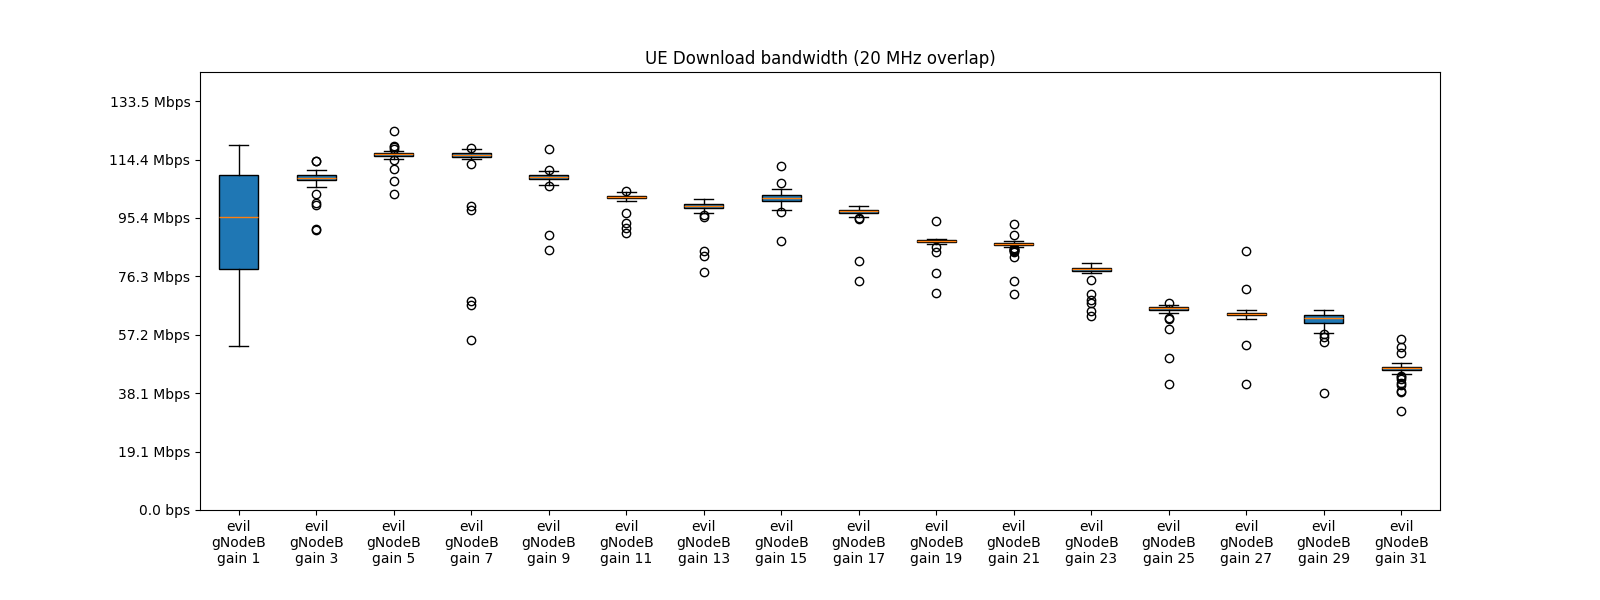 UE Download bandwidth (20 MHz overlap)
133.5 Mbps
114.4 Mbps
95.4 Mbps
76.3 Mbps
57.2 Mbps
38.1 Mbps
19.1 Mbps
0.0 bps
evil evil evil evil evil evil evil evil evil evil evil evil evil evil evil evil
gNodeB gNodeB gNodeB gNodeB gNodeB gNodeB gNodeB gNodeB gNodeB gNodeB gNodeB gNodeB gNodeB gNodeB gNodeB gNodeB
gain 1 gain 3 gain 5 gain 7 gain 9 gain 11 gain 13 gain 15 gain 17 gain 19 gain 21 gain 23 gain 25 gain 27 gain 29 gain 31